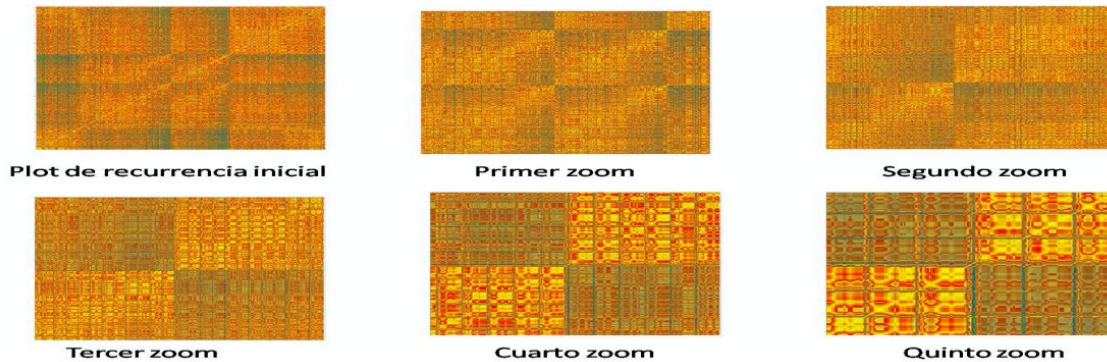 Plot de recurrencia inicial
Primer zoom
Segundo zoom
Tercer zoom
Cuarto zoom
Quinto zoom